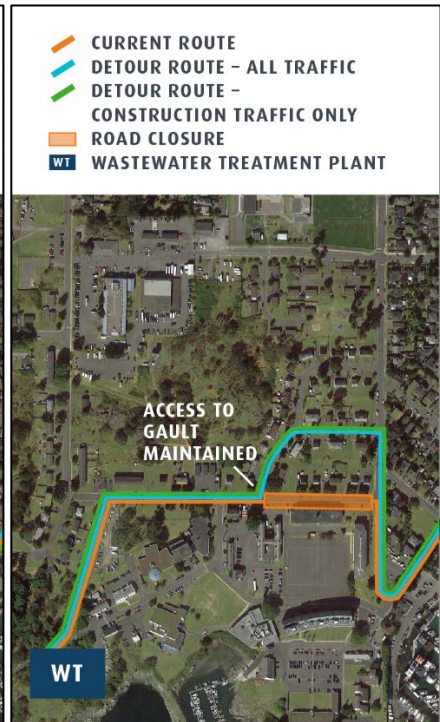 CURRENT ROUTE
DETOUR ROUTE – ALL TRAFFIC
DETOUR ROUTE –
CONSTRUCTION TRAFFIC ONLY
ROAD CLOSURE
WT WASTEWATER TREATMENT PLANT
ACCESS TO
GAULT
MAINTAINED
WT